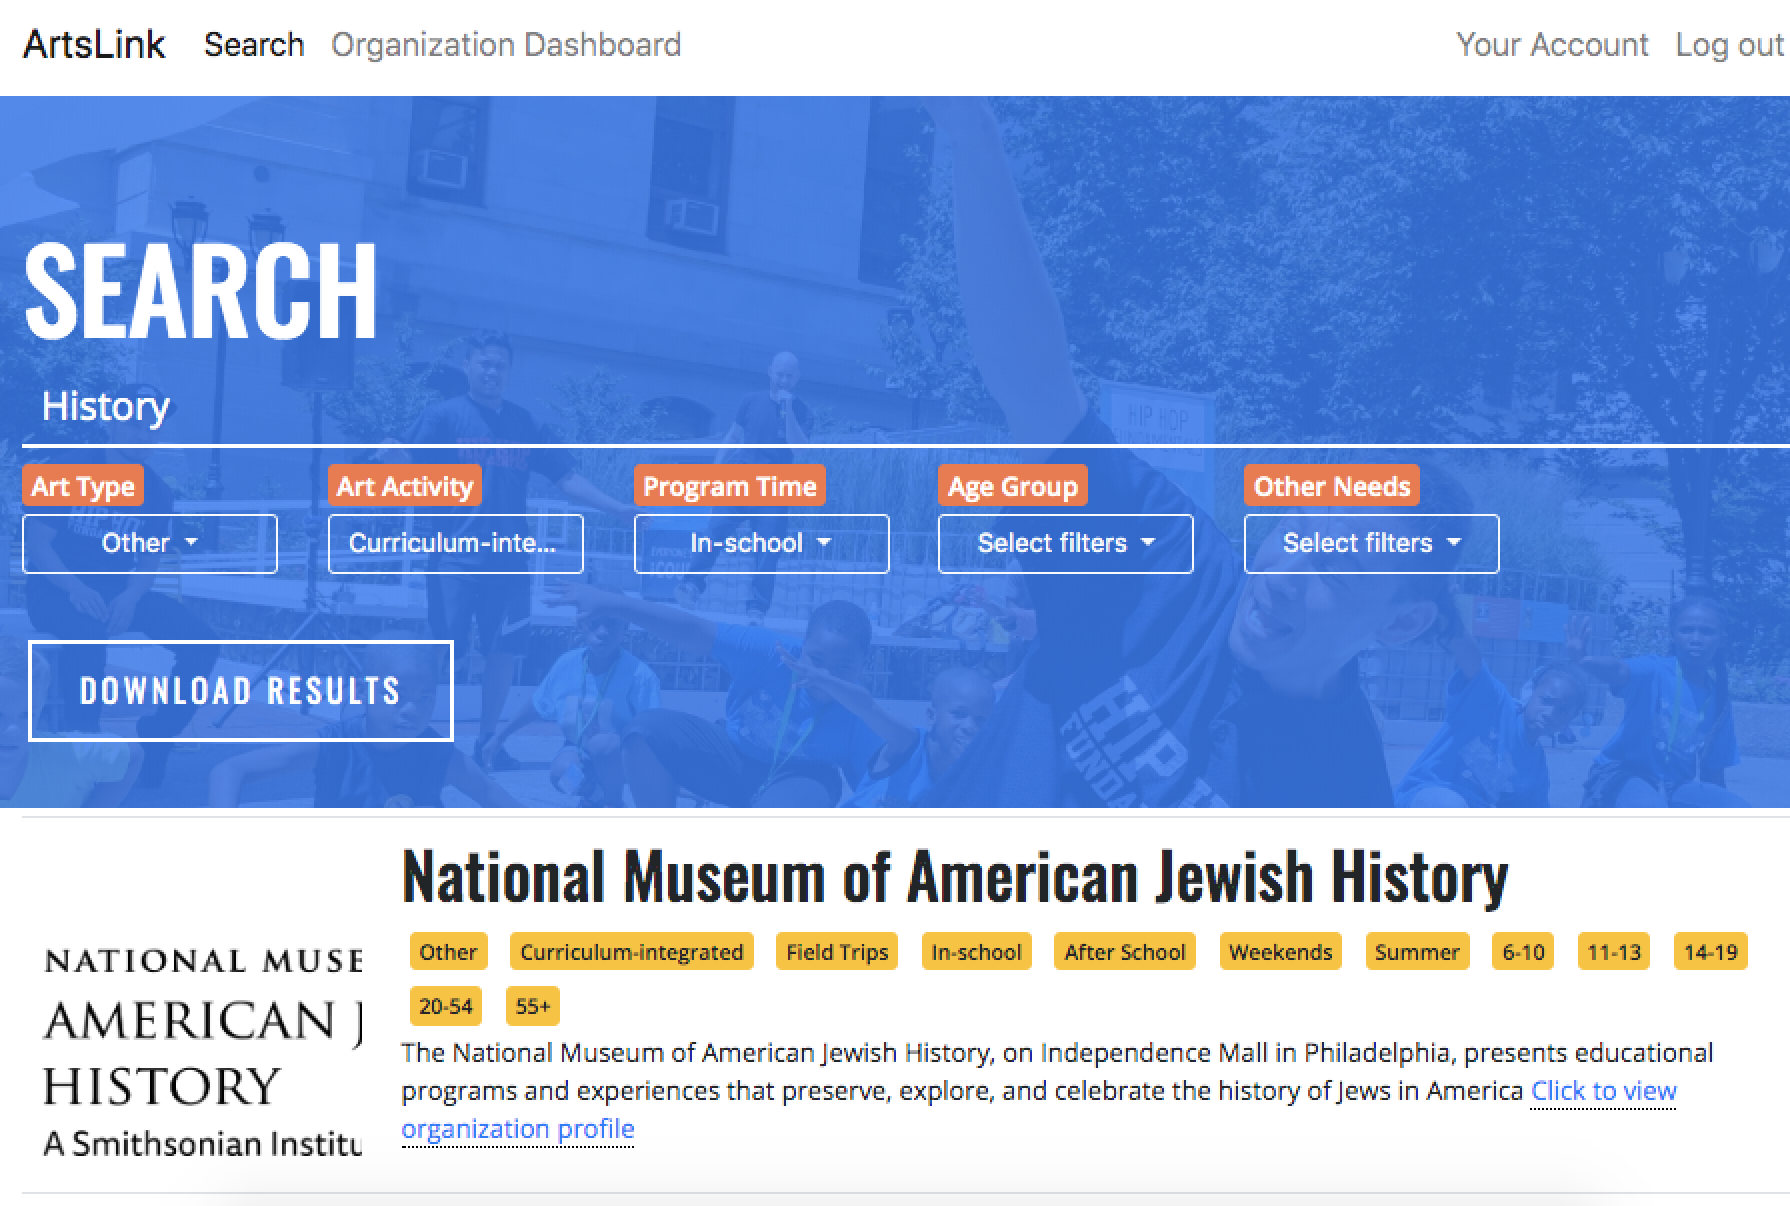 ArtsLink Search Organization Dashboard Your Account Log out
SEARCH
History
Art Type Art Activity Program Time Age Group Other Needs
Other Curriculum-inte... In-school Select filters Select filters
DOWNLOAD RESULTS
HIP HOP
HIP H
FUNDA
National Museum of American Jewish History
Other Curriculum-integrated Field Trips In-school After School Weekends Summer 6-10 11-13 14-19
20-54 55+
The National Museum of American Jewish History, on Independence Mall in Philadelphia, presents educational
programs and experiences that preserve, explore, and celebrate the history of Jews in America Click to view
organization profile
NATIONAL MUSE
AMERICAN J
HISTORY
A Smithsonian Institu